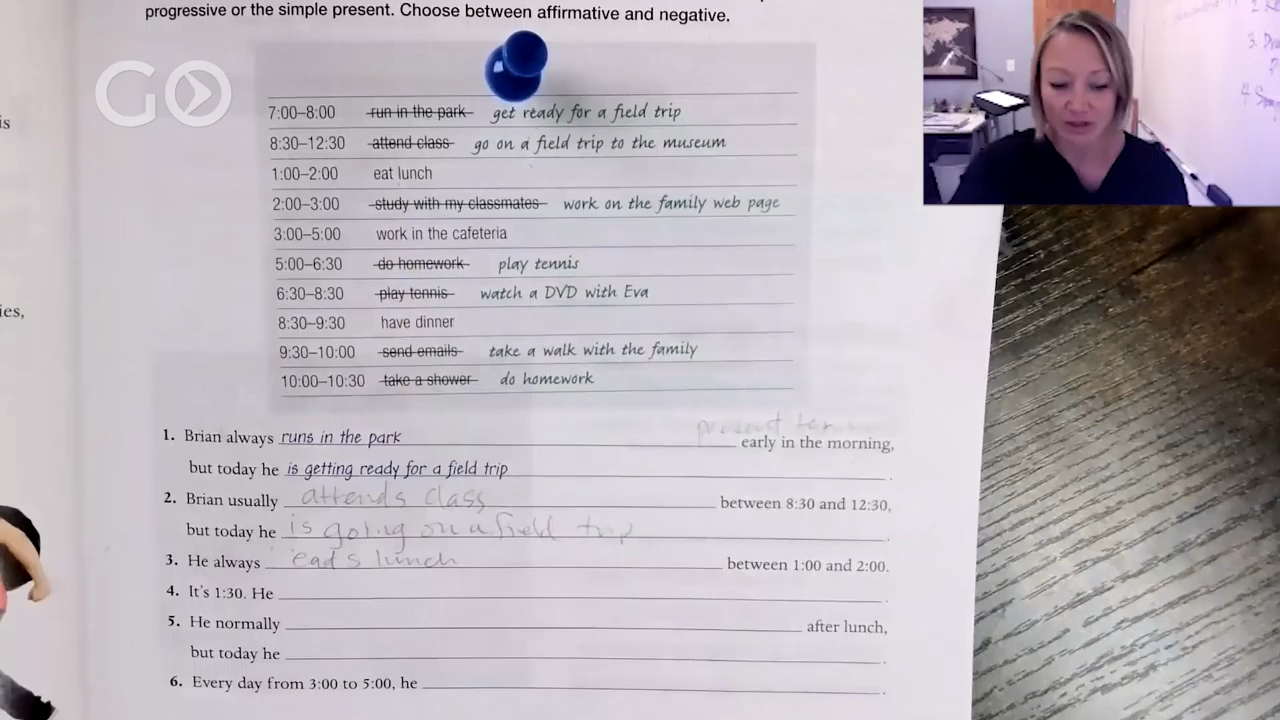 progressive or the simple present. Choose between affirmative and negative.
GO
7:00–8:00 run in the park get ready for a field trip
8:30–12:30 attend class go on a field trip to the museum
1:00–2:00 eat lunch
2:00–3:00 study with my classmates work on the family web page
3:00–5:00 work in the cafeteria
5:00–6:30 do homework play tennis
6:30–8:30 play tennis watch a DVD with Eva
8:30–9:30 have dinner
9:30–10:00 send emails take a walk with the family
10:00–10:30 take a shower do homework
present
1. Brian always runs in the park early in the morning,
but today he is getting ready for a field trip .
2. Brian usually attends class between 8:30 and 12:30,
but today he is going on a field trip .
3. He always eats lunch between 1:00 and 2:00.
4. It's 1:30. He .
5. He normally after lunch,
but today he .
6. Every day from 3:00 to 5:00, he .
is
ies,